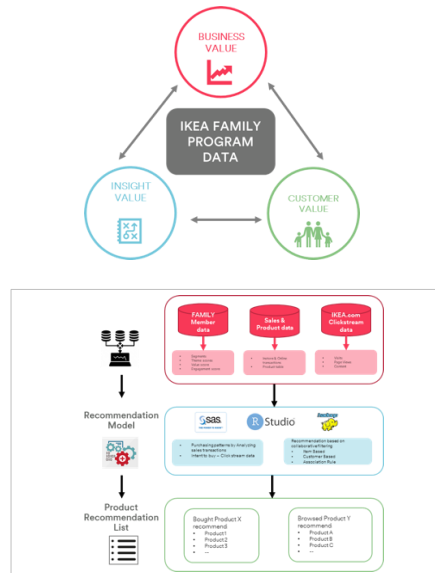 BUSINESS
VALUE
IKEA FAMILY
PROGRAM
DATA
INSIGHT
VALUE
CUSTOMER
VALUE
FAMILY
Member
data
Sales &
Product data
IKEA.com
Clickstream
data
Segment
Engagement score
Recommendation
Model
sas
R Studio
Purchasing patterns by Analyzing
sales transactions
Intent to buy – Click stream data
Recommendation based on
collaborative filtering
Item Based
Customer Based
Association Rule
Product
Recommendation
List
Bought Product X
recommend
Product 1
Product 2
Product 3
...
Browsed Product Y
recommend
Product A
Product B
Product C
...